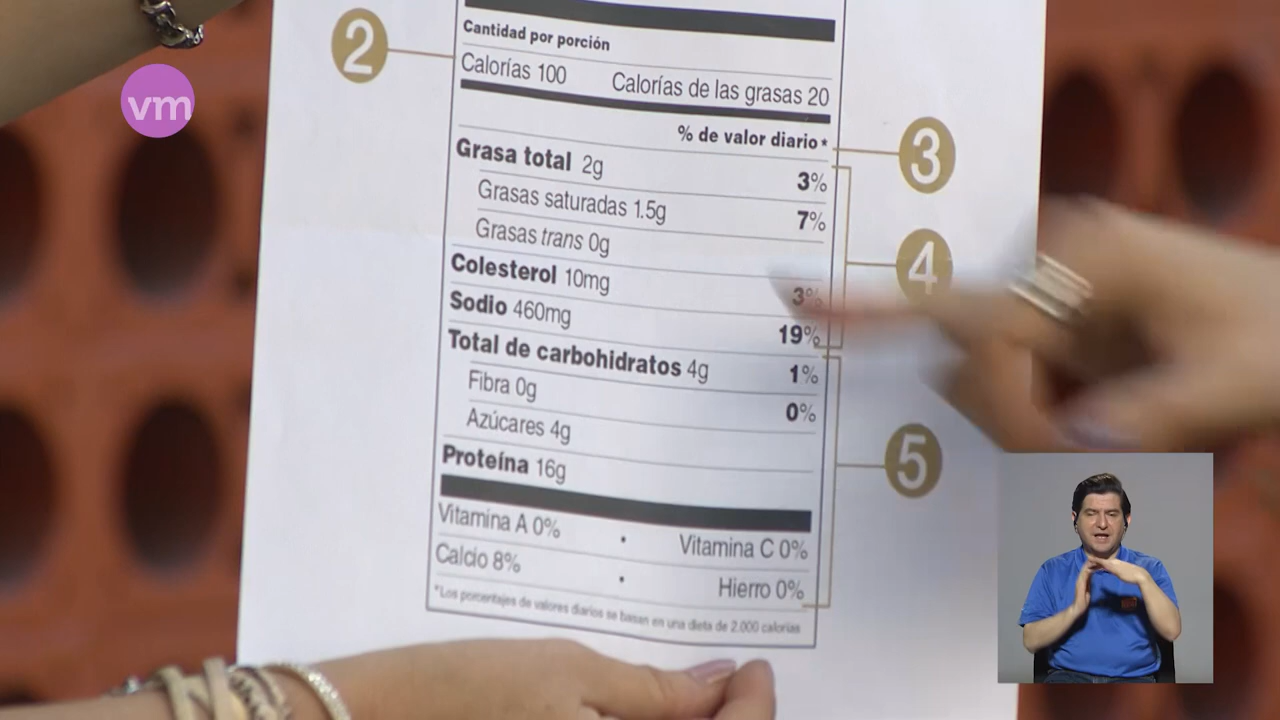 2
vm
Cantidad por porción
Calorías 100 Calorías de las grasas 20
% de valor diario*
3
Grasa total 2g 3%
Grasas saturadas 1.5g 7%
Grasas trans 0g
4
Colesterol 10mg 3%
Sodio 460mg 19%
Total de carbohidratos 4g 1%
Fibra 0g 0%
Azúcares 4g
5
Proteína 16g
Vitamina A 0% • Vitamina C 0%
Calcio 8% • Hierro 0%
*Los porcentajes de valores diarios se basan en una dieta de 2.000 calorías